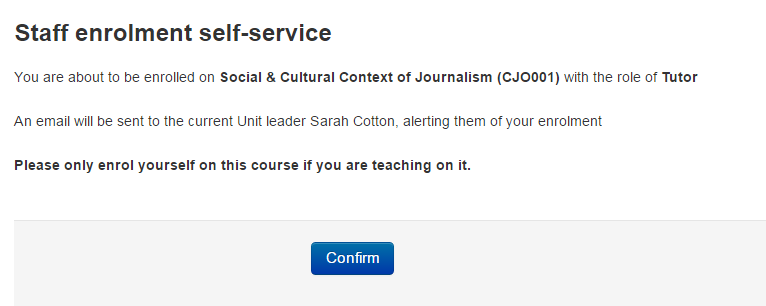 Staff enrolment self-service
You are about to be enrolled on Social & Cultural Context of Journalism (CJO001) with the role of Tutor
An email will be sent to the current Unit leader Sarah Cotton, alerting them of your enrolment
Please only enrol yourself on this course if you are teaching on it.
Confirm